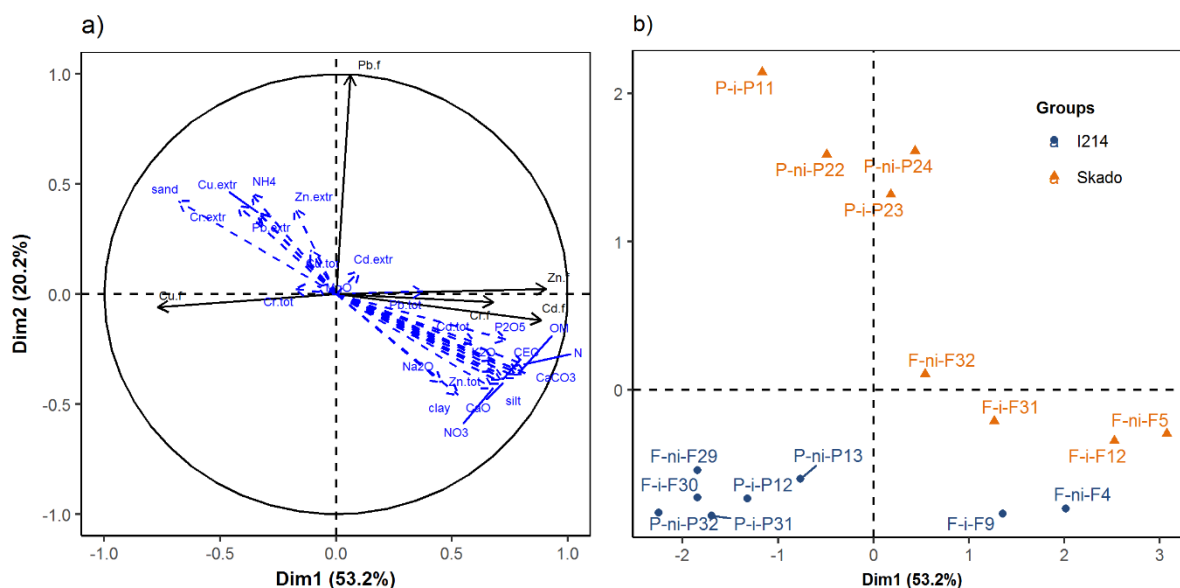 a)
b)
Dim2 (20.2%)
1.0
0.5
0.0
-0.5
-1.0
-1.0
-0.5
0.0
0.5
1.0
Dim1 (53.2%)
Pb.f
sand
Cu.extr
NH4
Zn.extr
Cr.extr
Pb.extr
Cd.extr
Zn.f
Cu.f
Cr.tot
Pb.tot
Cr.f
Cd.f
Cd.tot
P2O5
OM
CEC
N
Na2O
Zn.tot
CaCO3
clay
CaO
silt
NO3
2
1
0
-2
-1
0
1
2
3
Dim1 (53.2%)
P-i-P11
P-ni-P22
P-ni-P24
P-i-P23
Groups
I214
Skado
F-ni-F32
F-i-F31
F-ni-F5
F-i-F12
F-ni-F29
P-ni-P13
F-i-F30
P-i-P12
F-ni-F4
P-ni-P32
P-i-P31
F-i-F9